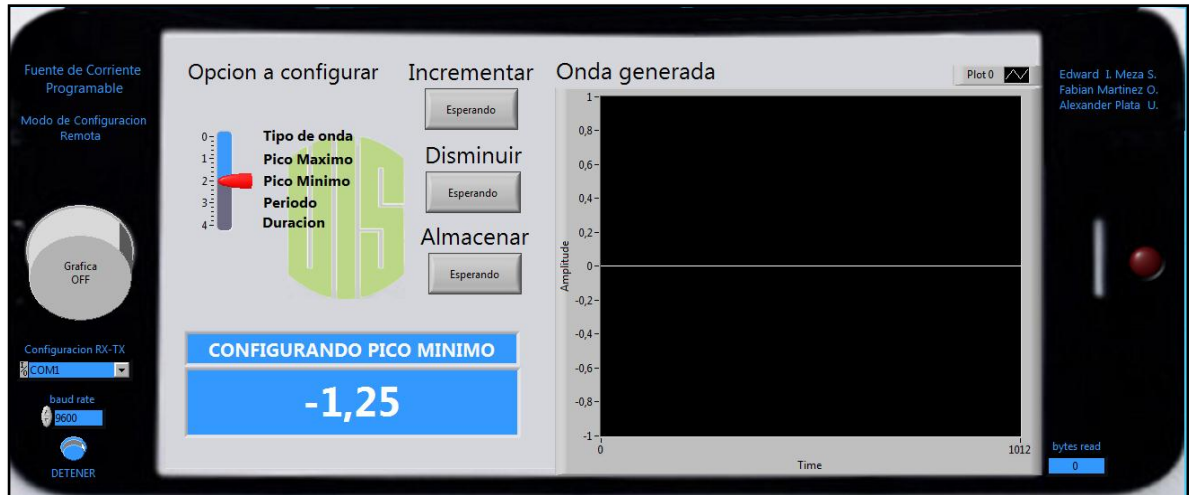 Fuente de Corriente
Programable
Modo de Configuracion
Remota
Grafica
OFF
Configuracion RX-TX
COM1
baud rate
9600
DETENER
Opcion a configurar
0
1
2
3
4
Tipo de onda
Pico Maximo
Pico Minimo
Periodo
Duracion
UIS
Incrementar
Esperando
Disminuir
Esperando
Almacenar
Esperando
CONFIGURANDO PICO MINIMO
-1,25
Onda generada
Plot 0
Amplitude
1
0,8
0,6
0,4
0,2
0
-0,2
-0,4
-0,6
-0,8
-1
0
1012
Time
Edward I. Meza S.
Fabian Martinez O.
Alexander Plata U.
bytes read
0